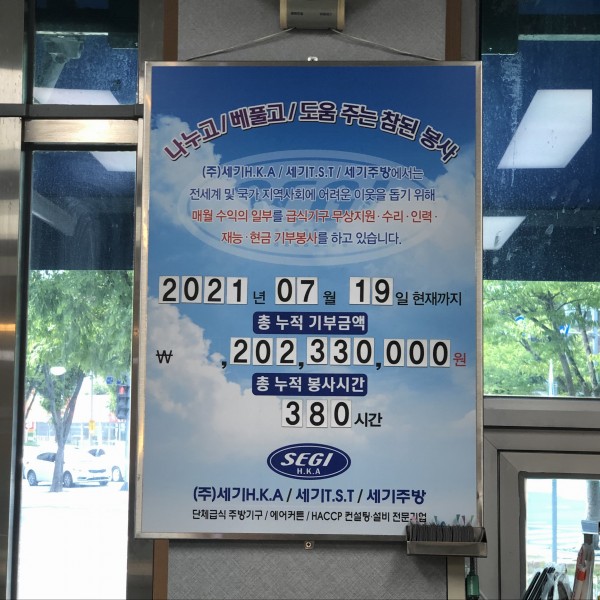 나누고/베풀고/도움 주는 참된 봉사
(주)세기H.K.A / 세기T.S.T / 세기주방에서는
전세계 및 국가 지역사회에 어려운 이웃을 돕기 위해
매월 수익의 일부를 급식기구 무상지원·수리·인력·
재능·현금 기부봉사를 하고 있습니다.
2021 년 07 월 19 일 현재까지
총 누적 기부금액
₩ ,202,330,000 원
총 누적 봉사시간
380 시간
SEGI
H.K.A
(주)세기H.K.A / 세기T.S.T / 세기주방
단체급식 주방기구 / 에어커튼 / HACCP 컨설팅·설비 전문기업